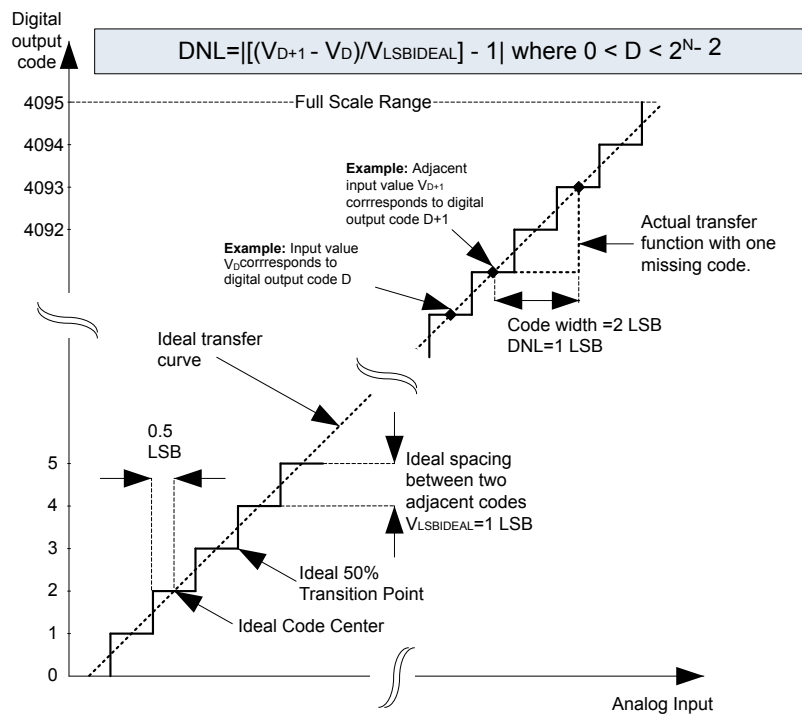 Digital
output
code
DNL=|[(VD+1 - VD)/VLSBIDEAL] - 1| where 0 < D < 2^N- 2
4095
Full Scale Range
4094
4093
4092
Example: Adjacent
input value VD+1
corrresponds to digital
output code D+1
Example: Input value
VDcorrresponds to
digital output code D
Actual transfer
function with one
missing code.
Code width =2 LSB
DNL=1 LSB
Ideal transfer
curve
0.5
LSB
5
4
3
2
1
0
Ideal spacing
between two
adjacent codes
VLSBIDEAL=1 LSB
Ideal 50%
Transition Point
Ideal Code Center
Analog Input